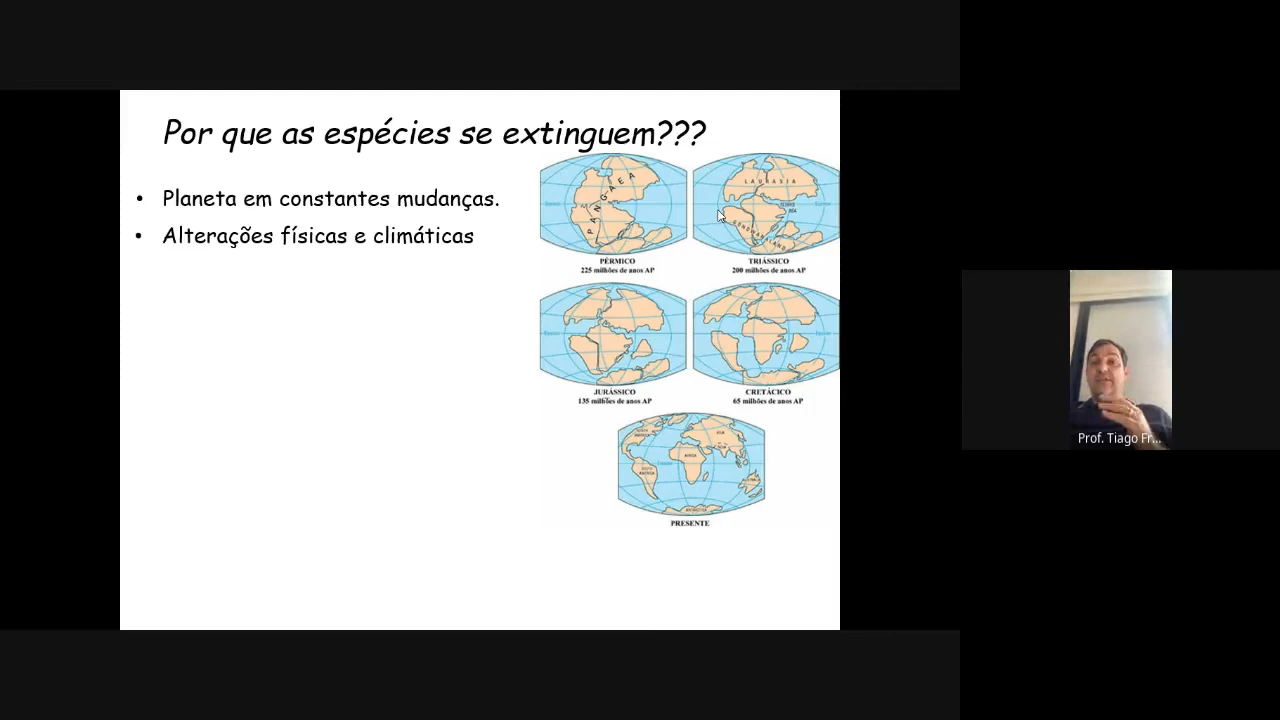 Por que as espécies se extinguem???
• Planeta em constantes mudanças.
• Alterações físicas e climáticas
PANGAEA
PÉRMICO
225 milhões de anos AP
LAURASIA
GONDWANALAND
TRIÁSSICO
200 milhões de anos AP
JURÁSSICO
135 milhões de anos AP
CRETÁCICO
65 milhões de anos AP
AFRICA
PRESENTE
Prof. Tiago Fr...